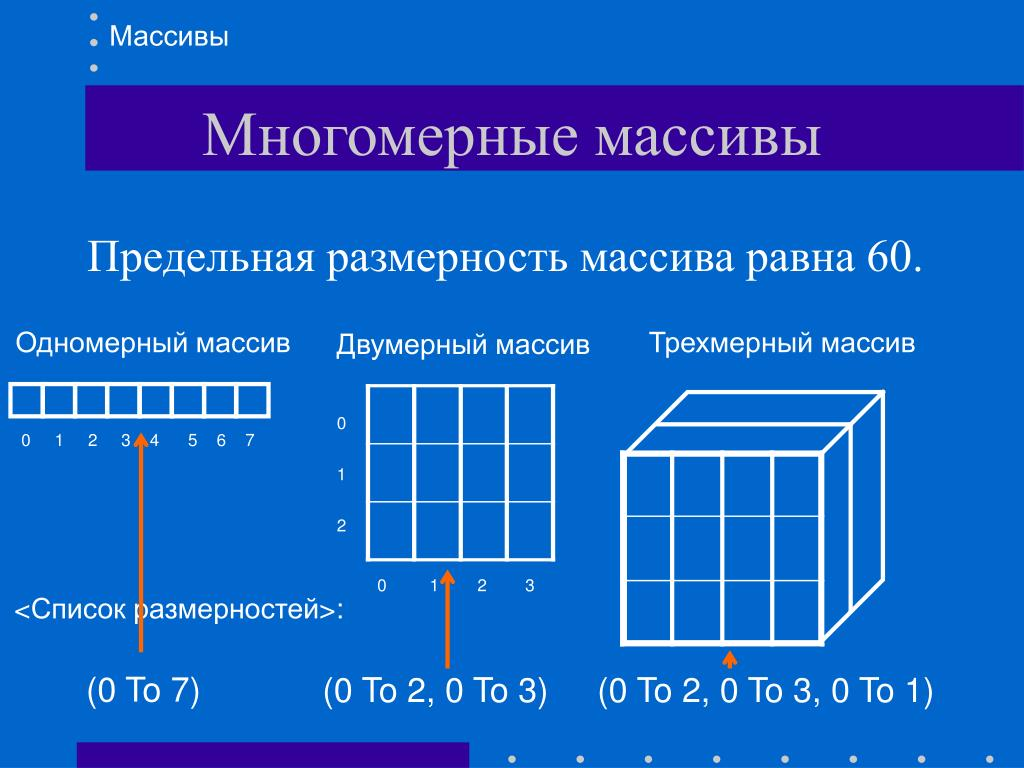 Массивы
Многомерные массивы
Предельная размерность массива равна 60.
Одномерный массив
0 1 2 3 4 5 6 7
Двумерный массив
0
1
2
0 1 2 3
Трехмерный массив
<Список размерностей>:
(0 To 7)
(0 To 2, 0 To 3)
(0 To 2, 0 To 3, 0 To 1)